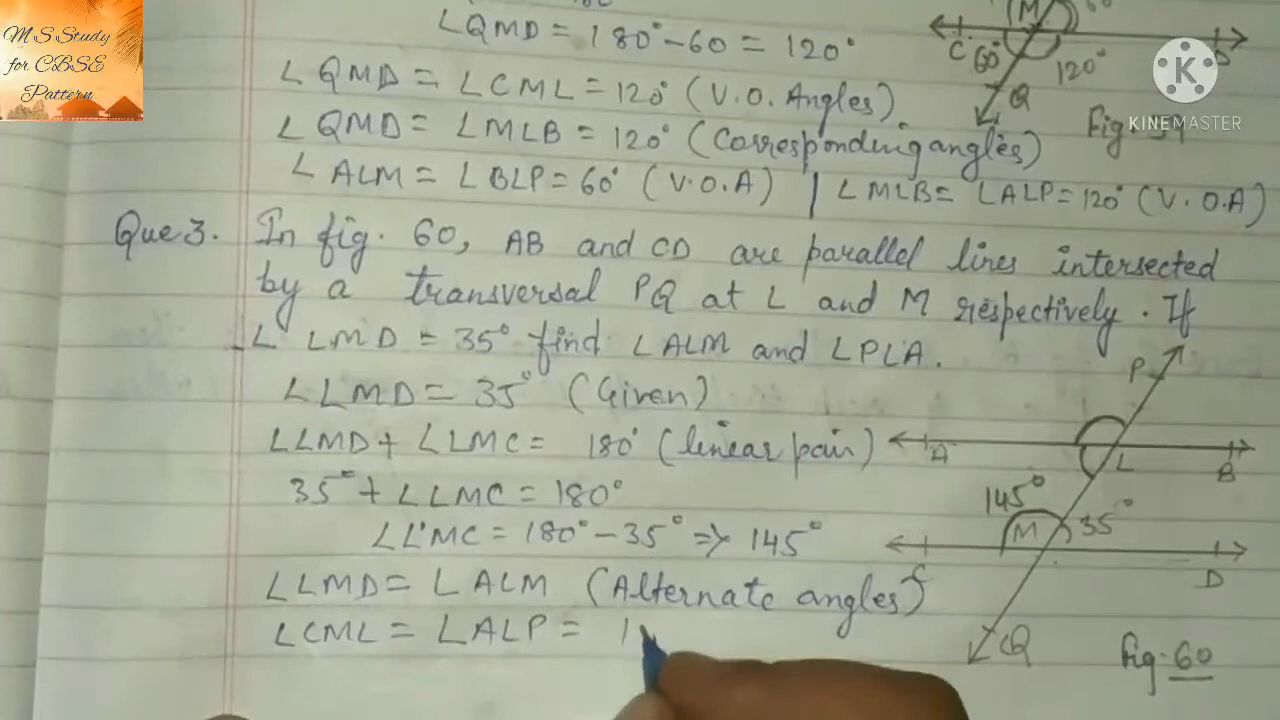 M S Study
for CBSE
Pattern
∠QMD = 180°-60 = 120°
∠QMD = ∠CML = 120° (V.O. Angles)
∠QMD = ∠MLB = 120° (Corresponding angles)
∠ALM = ∠BLP = 60° (V.O.A) | ∠MLB = ∠ALP = 120° (V.O.A)
M
C
60°
120°
D
Q
K
KINEMASTER
Que 3. In fig. 60, AB and CD are parallel lines intersected
by a transversal PQ at L and M respectively. If
∠LMD = 35° find ∠ALM and ∠PLA.
∠LMD = 35° (Given)
∠LMD + ∠LMC = 180° (linear pair)
35° + ∠LMC = 180°
∠LMC = 180° - 35° => 145°
∠LMD = ∠ALM (Alternate angles)
∠CML = ∠ALP = 1
P
A
L
B
145°
M
35°
C
D
Q
Fig. 60